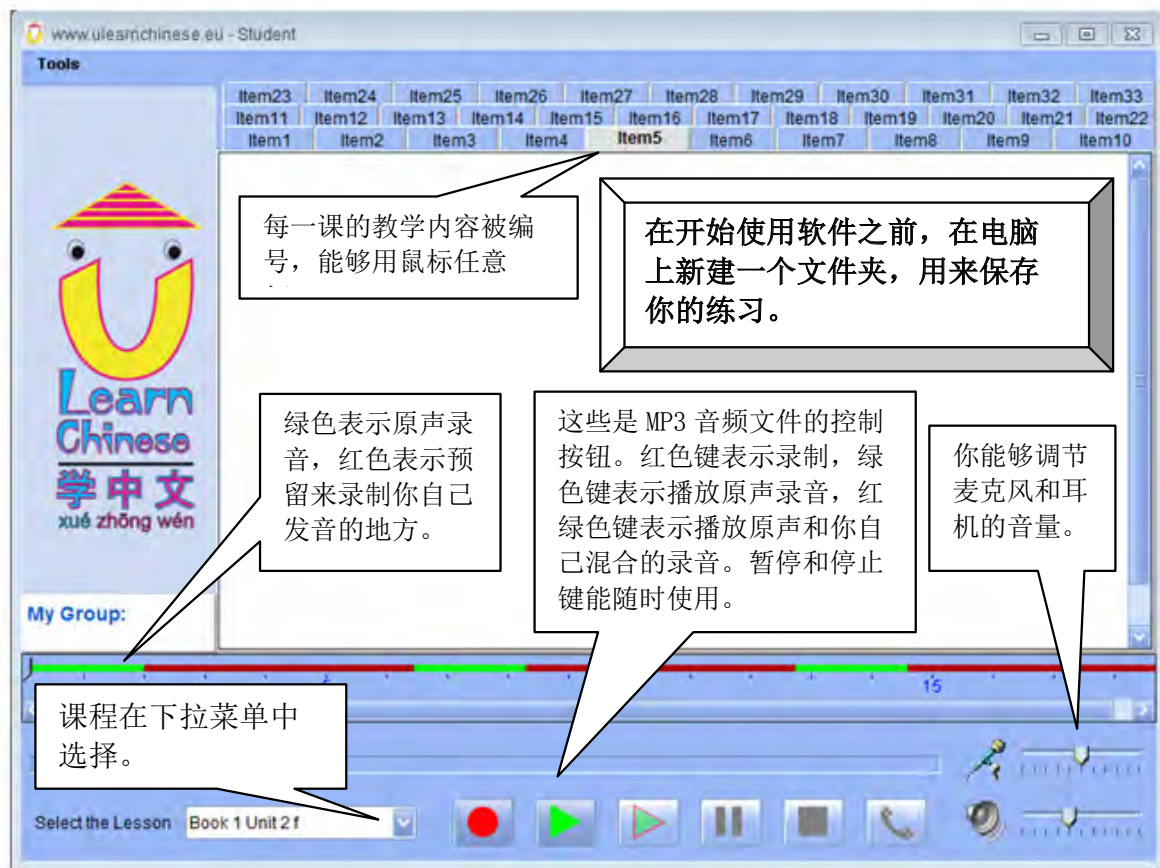 www.ulearnchinese.eu - Student
Tools
Item23 Item24 Item25 Item26 Item27 Item28 Item29 Item30 Item31 Item32 Item33
Item11 Item12 Item13 Item14 Item15 Item16 Item17 Item18 Item19 Item20 Item21 Item22
Item1 Item2 Item3 Item4 Item5 Item6 Item7 Item8 Item9 Item10
每一课的教学内容被编
号，能够用鼠标任意
在开始使用软件之前，在电脑
上新建一个文件夹，用来保存
你的练习。
Learn
Chinese
学中文
xué zhōng wén
绿色表示原声录
音，红色表示预
留来录制你自己
发音的地方。
这些是 MP3 音频文件的控制
按钮。红色键表示录制，绿
色键表示播放原声录音，红
绿色键表示播放原声和你自
己混合的录音。暂停和停止
键能随时使用。
你能够调节
麦克风和耳
机的音量。
My Group:
15
课程在下拉菜单中
选择。
Select the Lesson Book 1 Unit 2 f